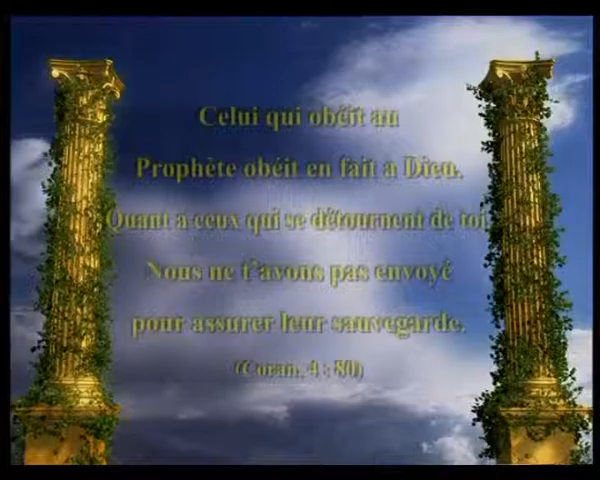 Celui qui obéit au
Prophète obéit en fait a Dieu.
Quant a ceux qui se détournent de toi
Nous ne t'avons pas envoyé
pour assurer leur sauvegarde.
(Coran, 4 : 80)